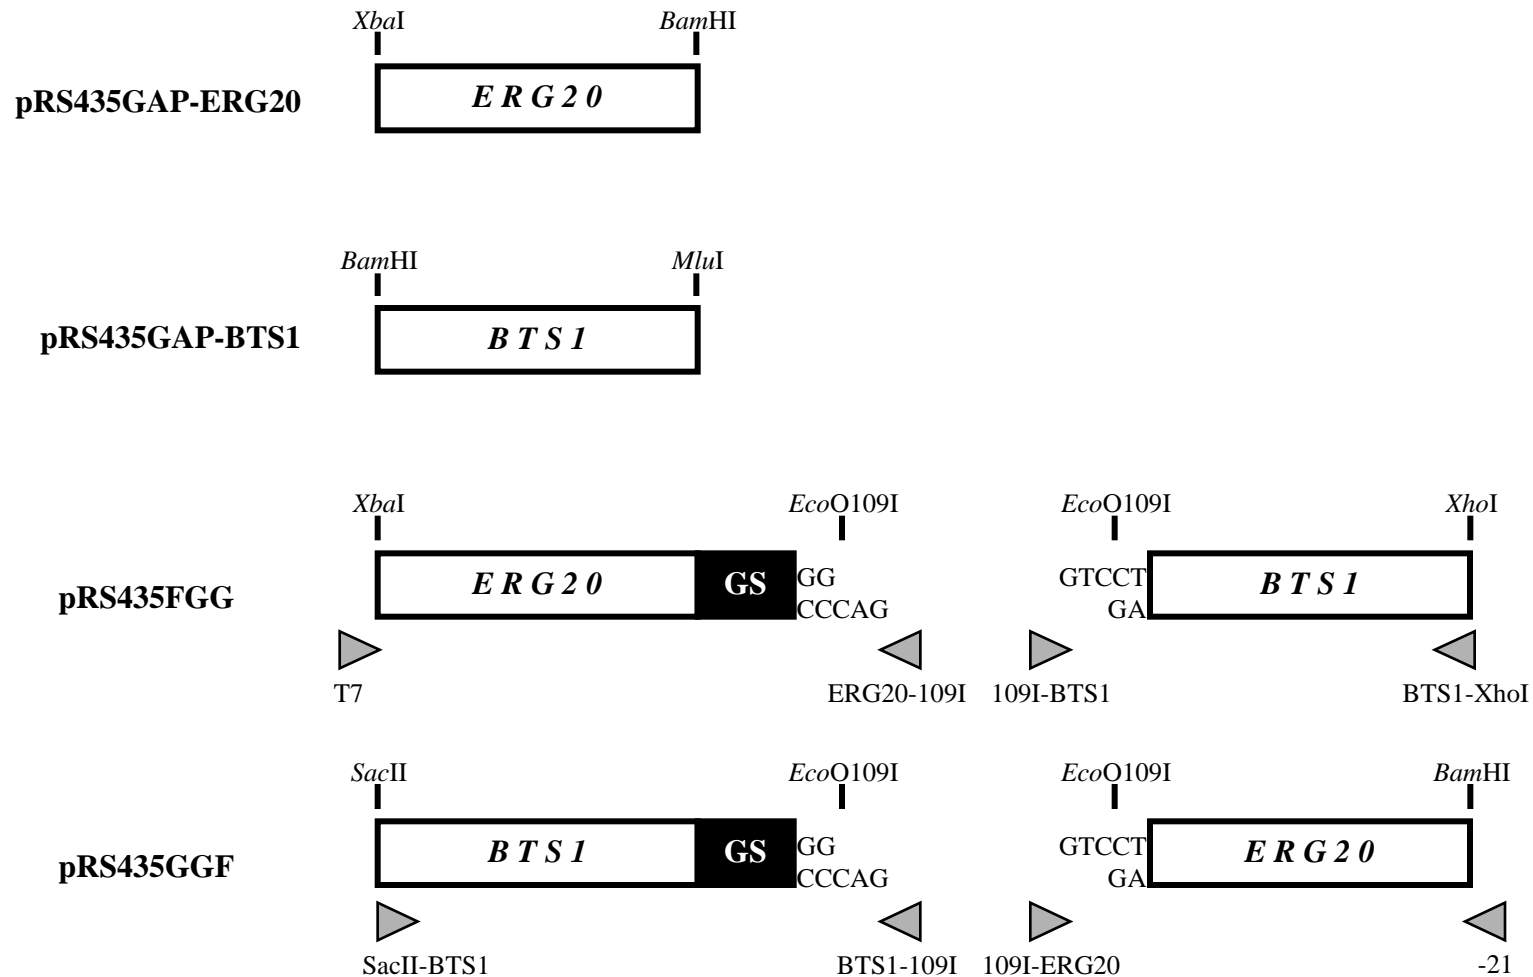 XbaI BamHI
pRS435GAP-ERG20 ERG20
BamHI MluI
pRS435GAP-BTS1 BTS1
XbaI EcoO109I EcoO109I XhoI
pRS435FGG ERG20 GS GG GTCCT BTS1
CCCAG GA
T7 ERG20-109I 109I-BTS1 BTS1-XhoI
SacII EcoO109I EcoO109I BamHI
pRS435GGF BTS1 GS GG GTCCT ERG20
CCCAG GA
SacII-BTS1 BTS1-109I 109I-ERG20 -21